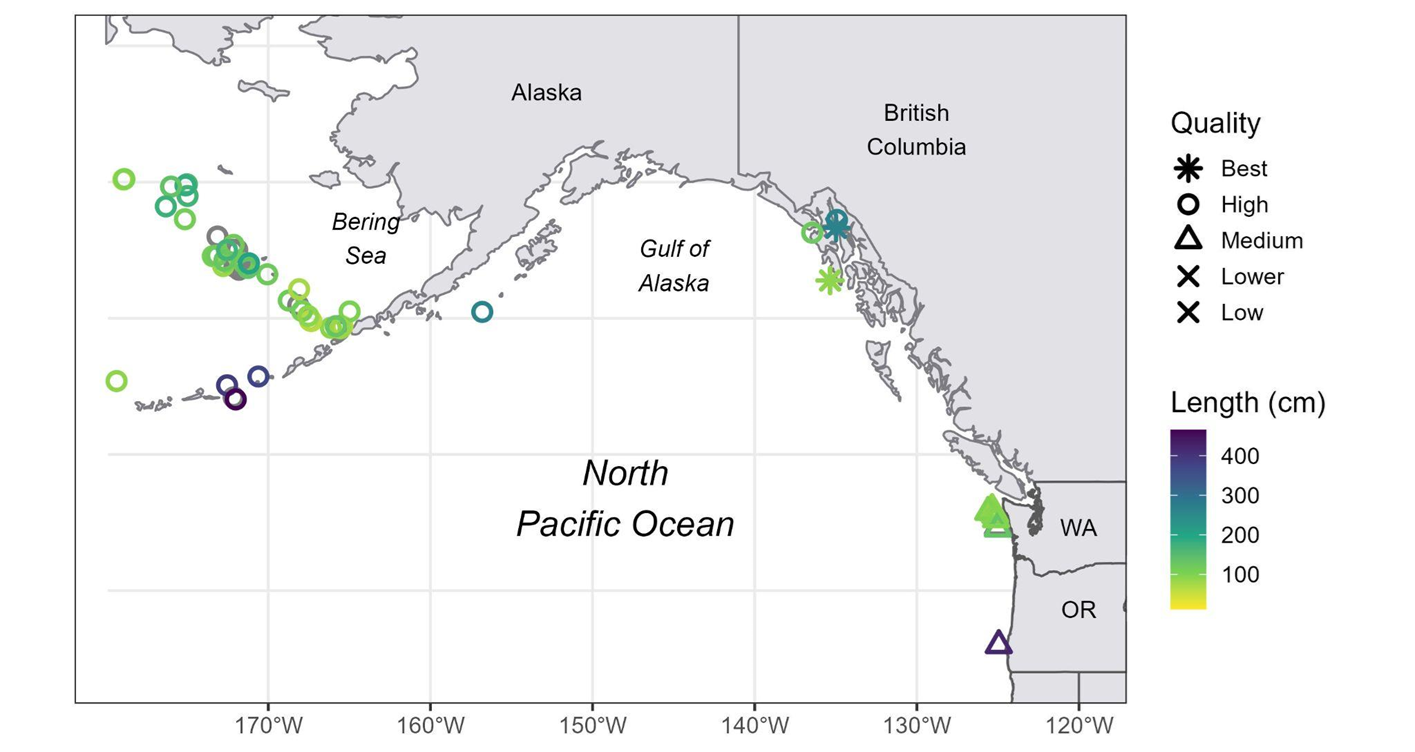 Alaska
British
Columbia
Bering
Sea
Gulf of
Alaska
North
Pacific Ocean
WA
OR
170°W
160°W
150°W
140°W
130°W
120°W
Quality
Best
High
Medium
Lower
Low
Length (cm)
400
300
200
100